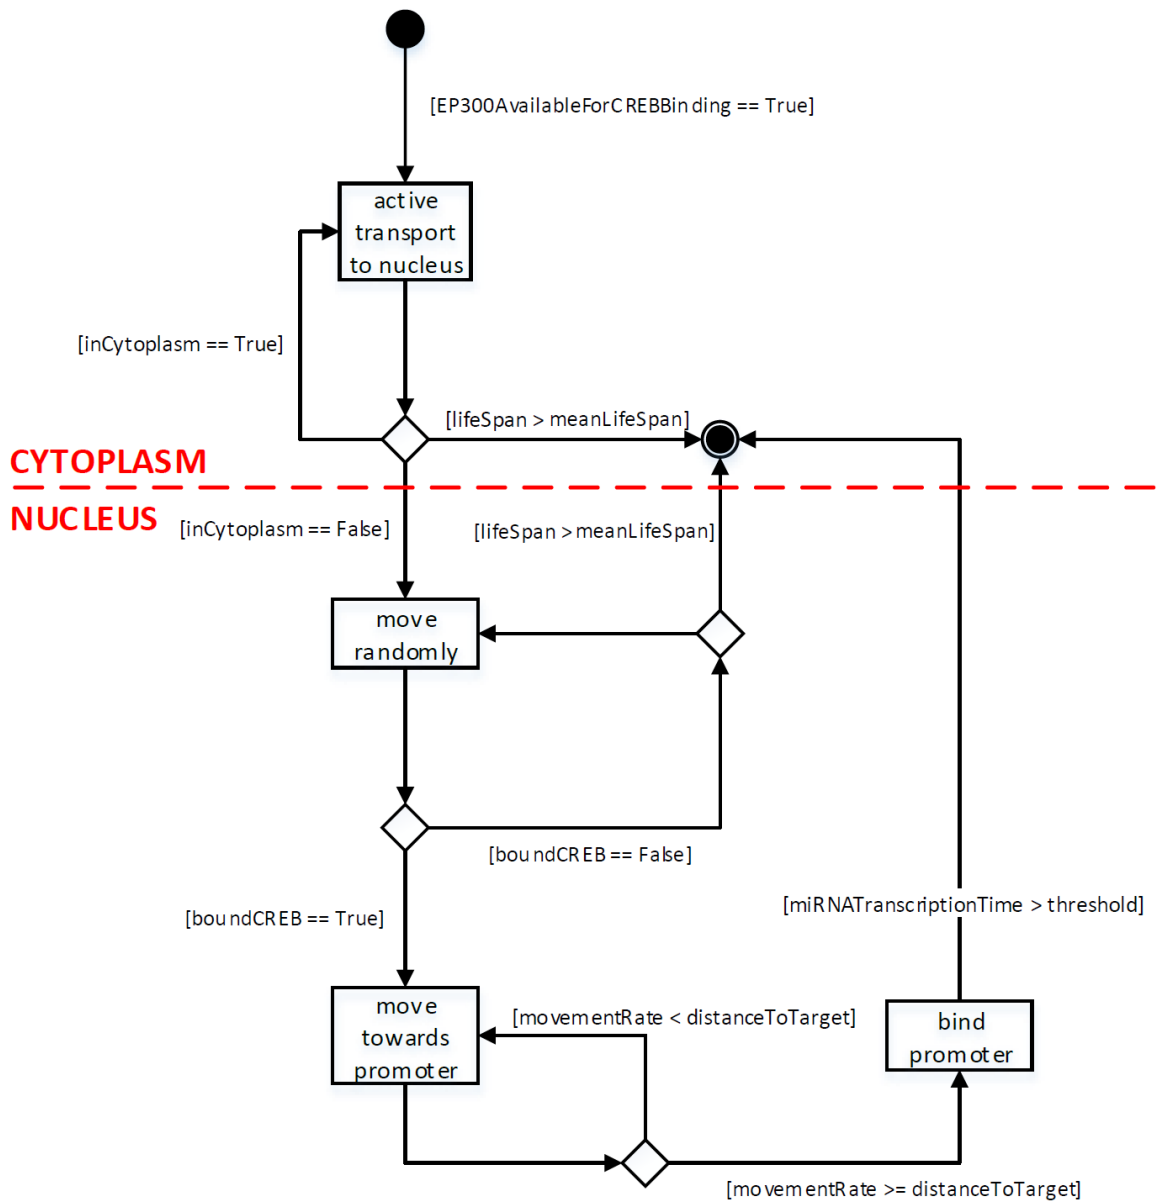 [EP300AvailableForCREBBinding == True]
active
transport
to nucleus
[inCytoplasm == True]
[lifeSpan > meanLifeSpan]
CYTOPLASM
NUCLEUS
[inCytoplasm == False]
[lifeSpan > meanLifeSpan]
move
randomly
[boundCREB == False]
[boundCREB == True]
[miRNATranscriptionTime > threshold]
move
towards
promoter
[movementRate < distanceToTarget]
bind
promoter
[movementRate >= distanceToTarget]